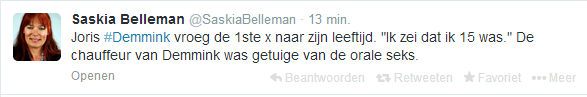 Saskia Belleman @SaskiaBelleman · 13 min.
Joris #Demmink vroeg de 1ste x naar zijn leeftijd. "Ik zei dat ik 15 was." De
chauffeur van Demmink was getuige van de orale seks.
Openen Beantwoorden Retweeten Favoriet Meer